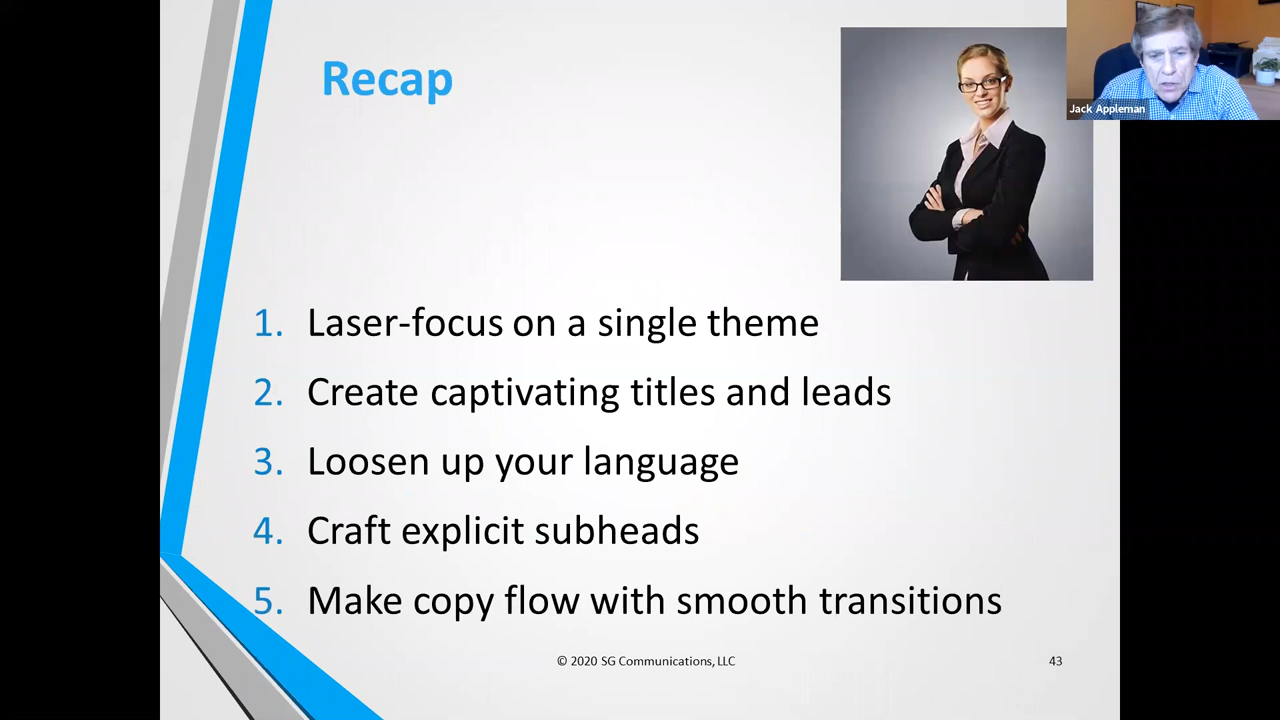 Recap
Jack Appleman
1. Laser-focus on a single theme
2. Create captivating titles and leads
3. Loosen up your language
4. Craft explicit subheads
5. Make copy flow with smooth transitions
© 2020 SG Communications, LLC
43